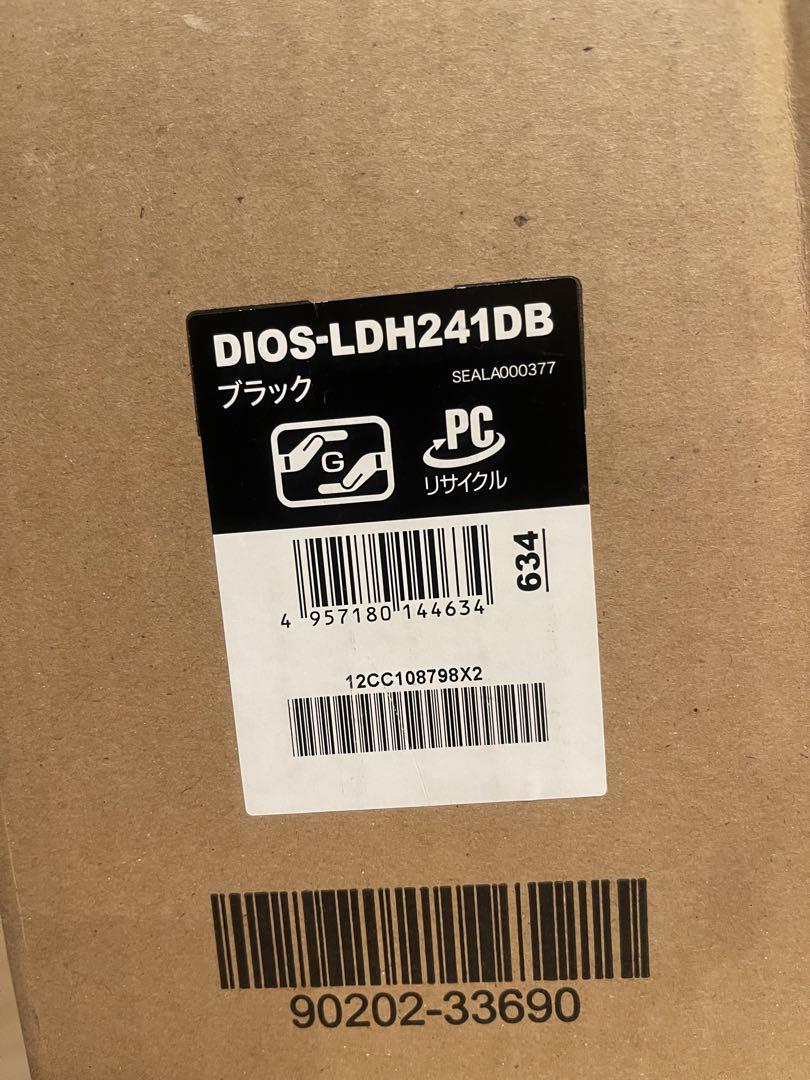 DIOS-LDH241DB
ブラック
SEALA000377
G
PC
リサイクル
634
4 957180 144634
12CC108798X2
90202-33690